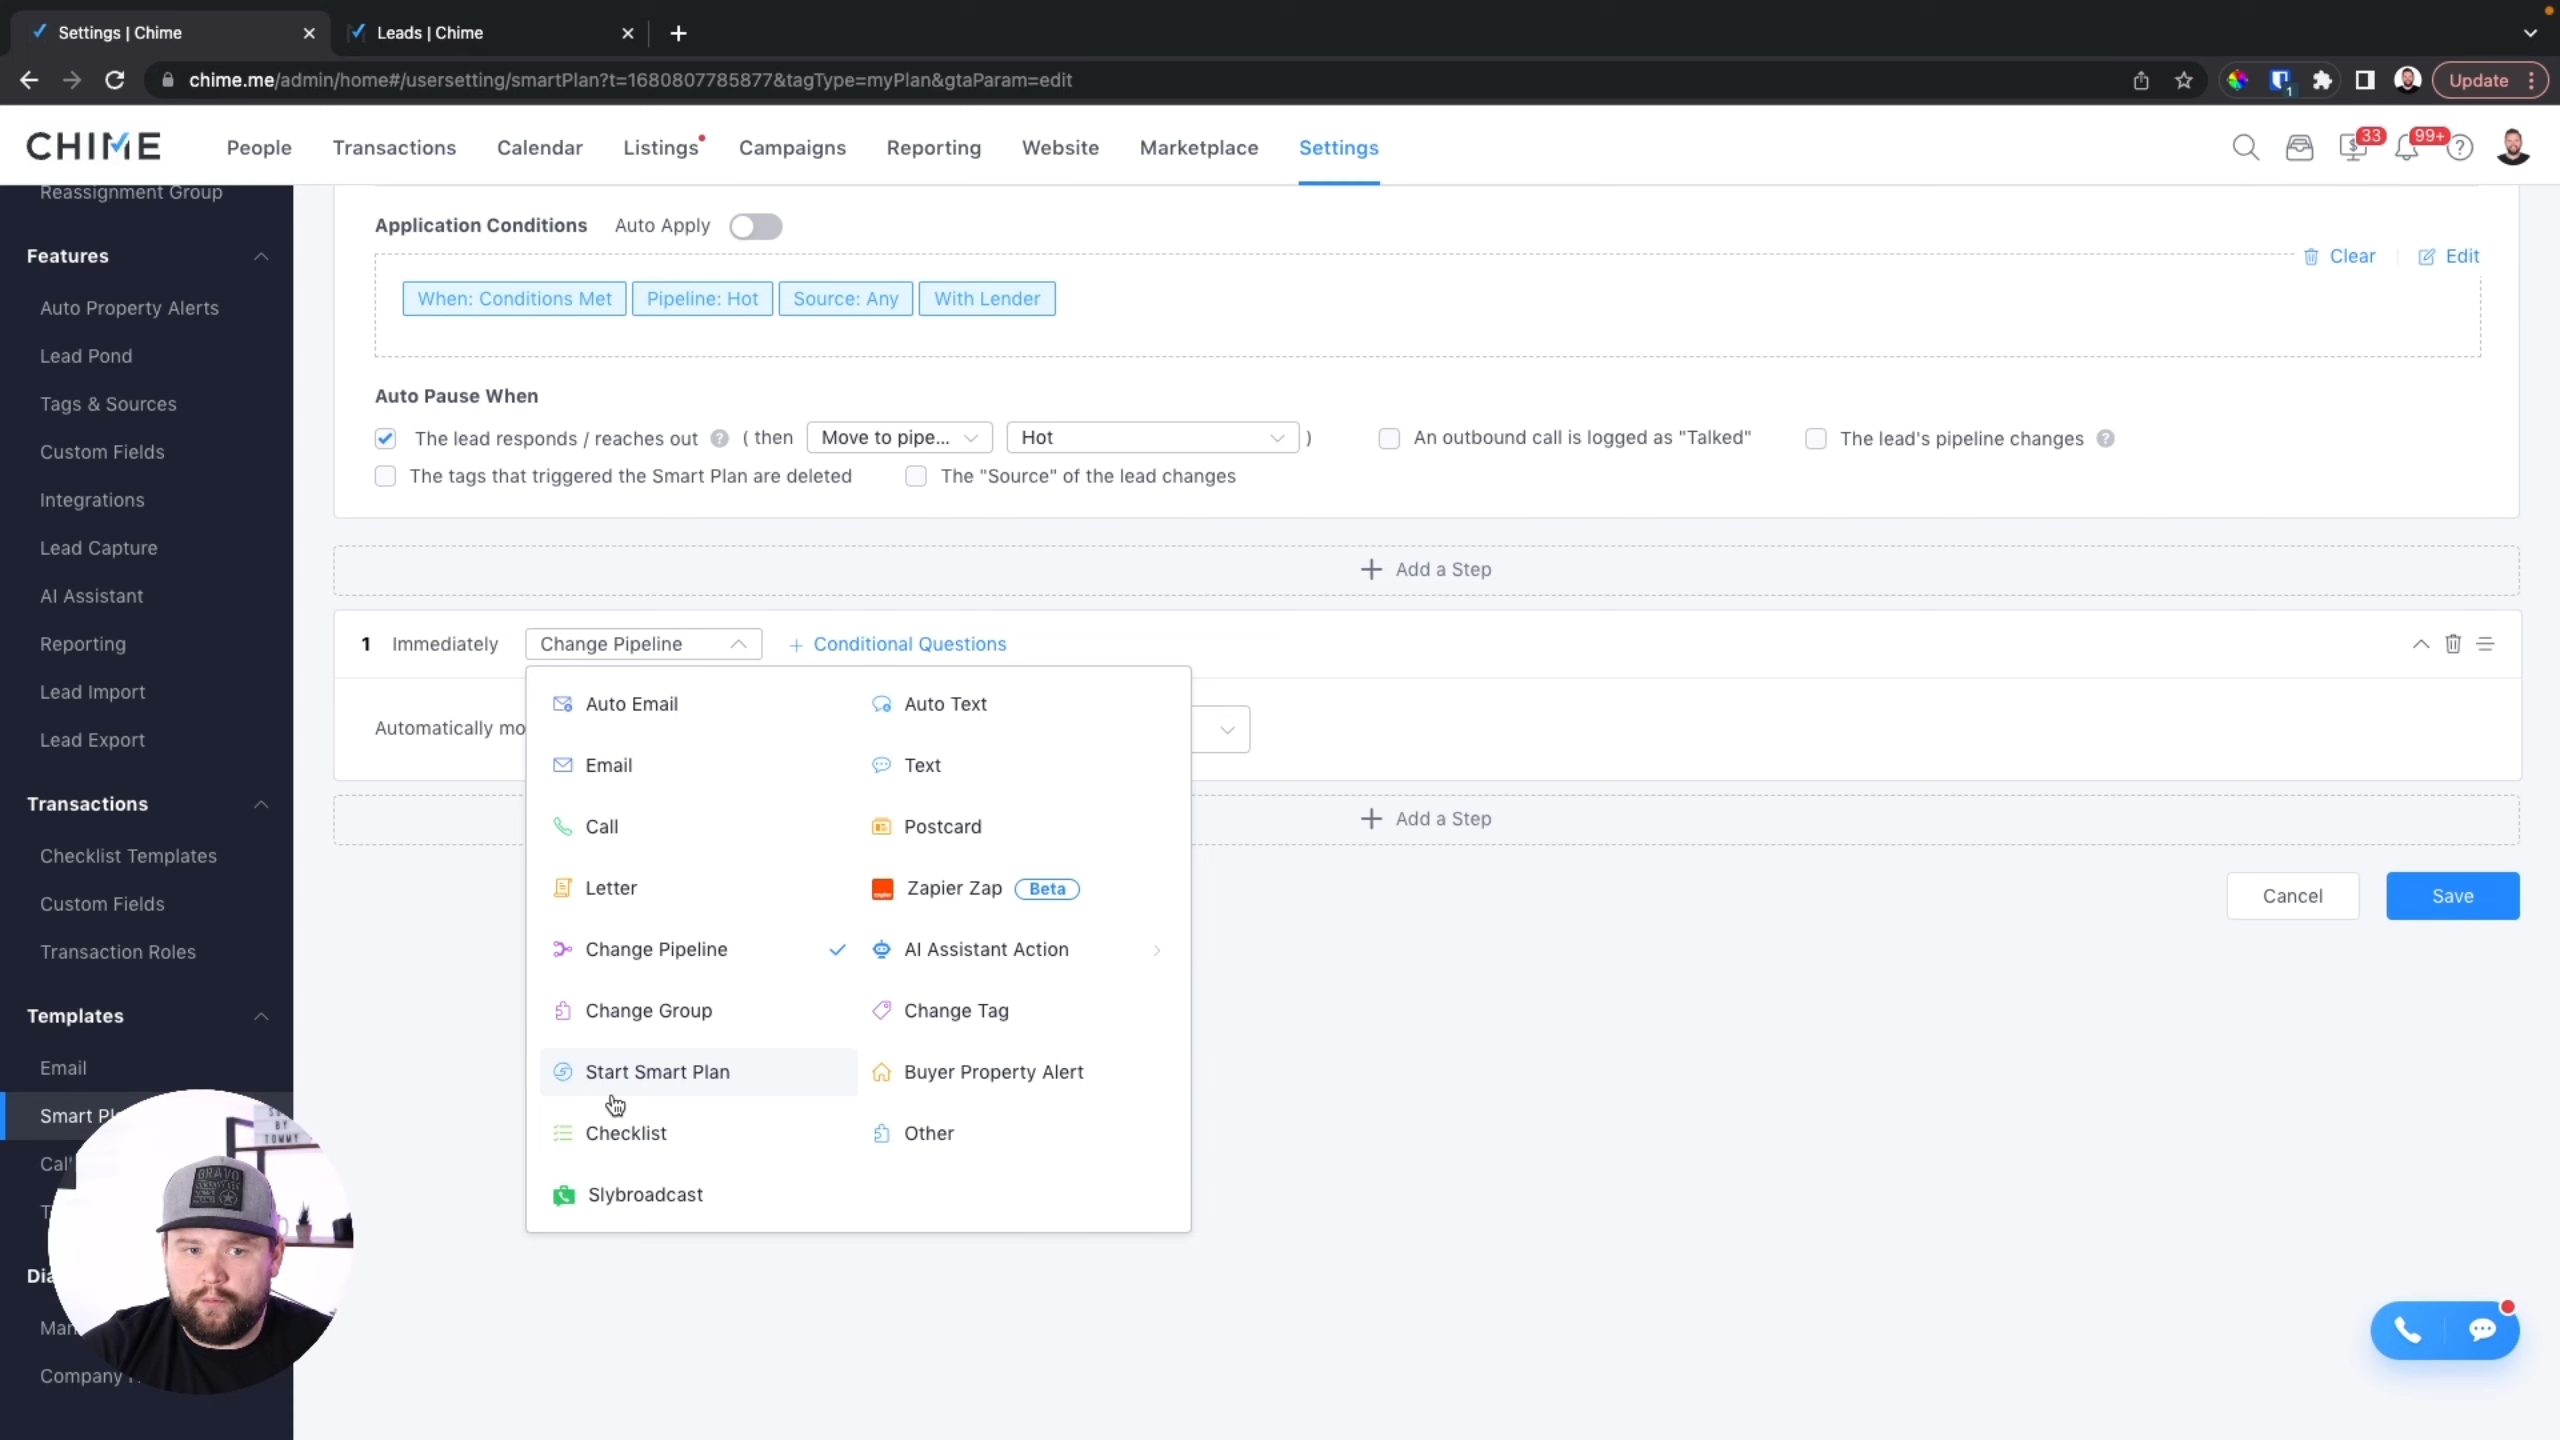 Settings | Chime
Leads | Chime
chime.me/admin/home#/usersetting/smartPlan?t=1680807785877&tagType=myPlan&gtaParam=edit
1
Update
CHIME
People
Transactions
Calendar
Listings
Campaigns
Reporting
Website
Marketplace
Settings
33
99+
Reassignment Group
Features
Auto Property Alerts
Lead Pond
Tags & Sources
Custom Fields
Integrations
Lead Capture
AI Assistant
Reporting
Lead Import
Lead Export
Transactions
Checklist Templates
Custom Fields
Transaction Roles
Templates
Email
Smart Pl
Cal
T
Dia
Man
Company
BY
TOMMY
BRAVO
Application Conditions Auto Apply
Clear
Edit
When: Conditions Met
Pipeline: Hot
Source: Any
With Lender
Auto Pause When
The lead responds / reaches out ? ( then Move to pipe... Hot )
An outbound call is logged as "Talked"
The lead's pipeline changes ?
The tags that triggered the Smart Plan are deleted
The "Source" of the lead changes
+ Add a Step
1 Immediately Change Pipeline + Conditional Questions
Automatically mo
Auto Email
Auto Text
Email
Text
Call
Postcard
Letter
Zapier Zap Beta
Change Pipeline
AI Assistant Action
Change Group
Change Tag
Start Smart Plan
Buyer Property Alert
Checklist
Other
Slybroadcast
+ Add a Step
Cancel
Save